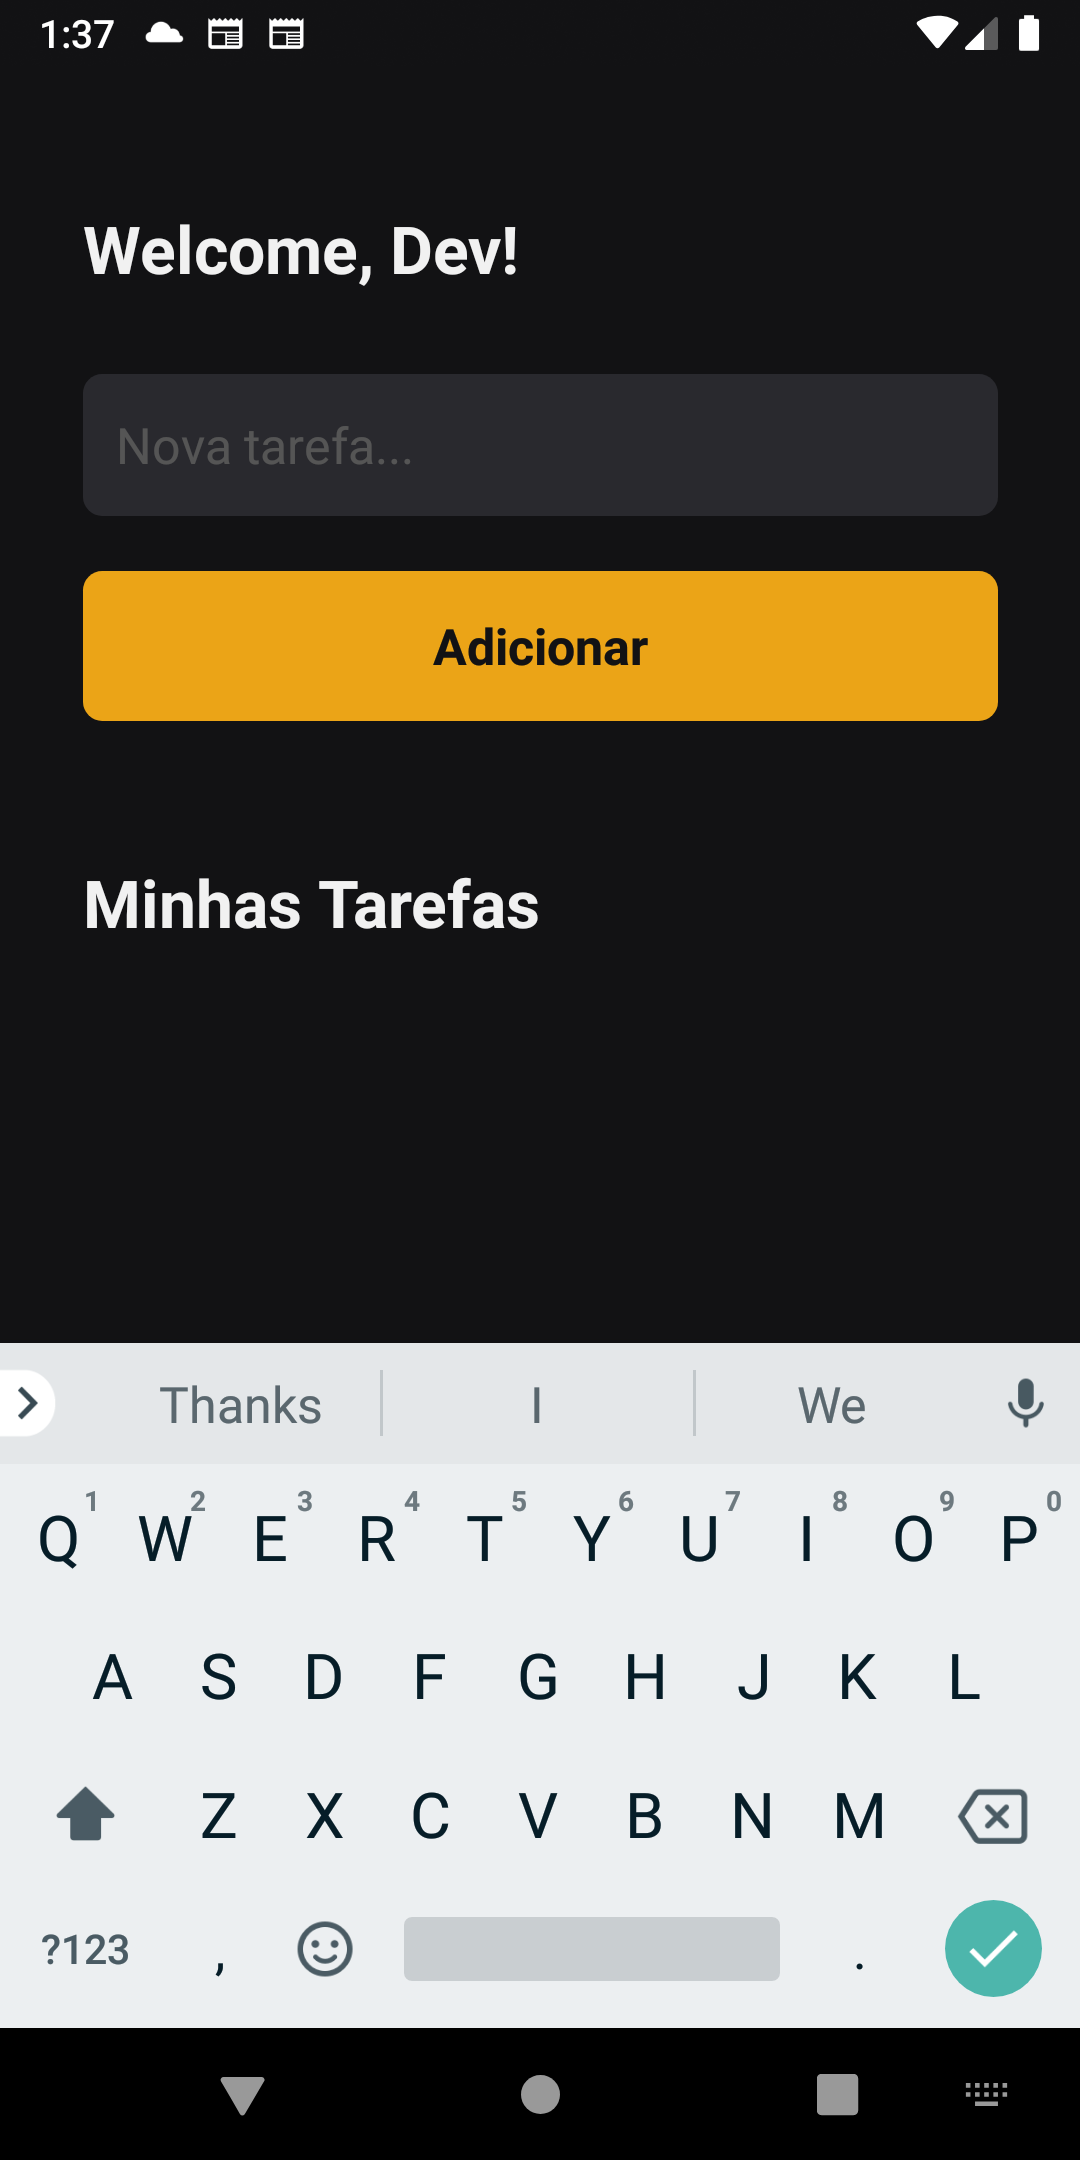 1:37
Welcome, Dev!
Nova tarefa...
Adicionar
Minhas Tarefas
Thanks I We
1 2 3 4 5 6 7 8 9 0
Q W E R T Y U I O P
A S D F G H J K L
Z X C V B N M
?123 , .